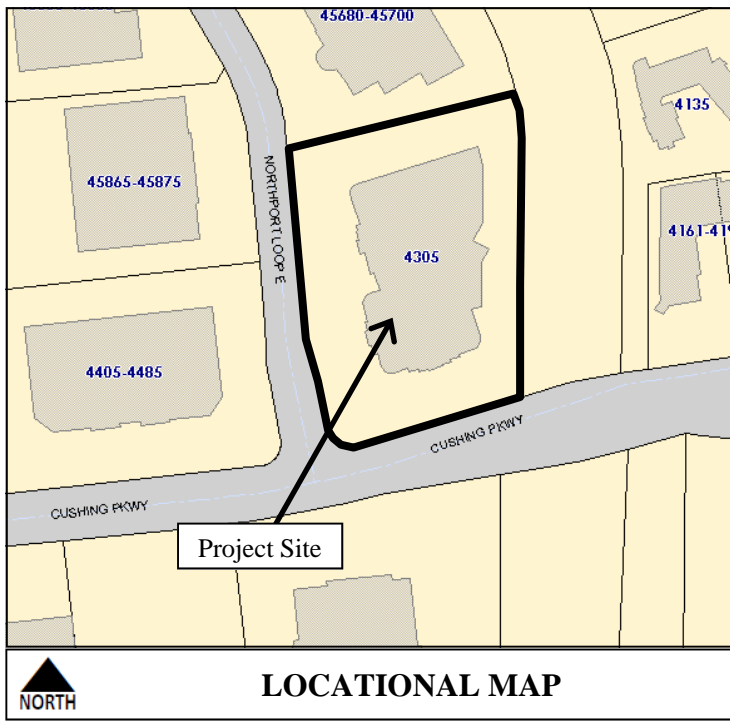 45680-45700
4135
45865-45875
NORTHPORT LOOP E
4305
4161-419
4405-4485
CUSHING PKWY
CUSHING PKWY
Project Site
NORTH
LOCATIONAL MAP